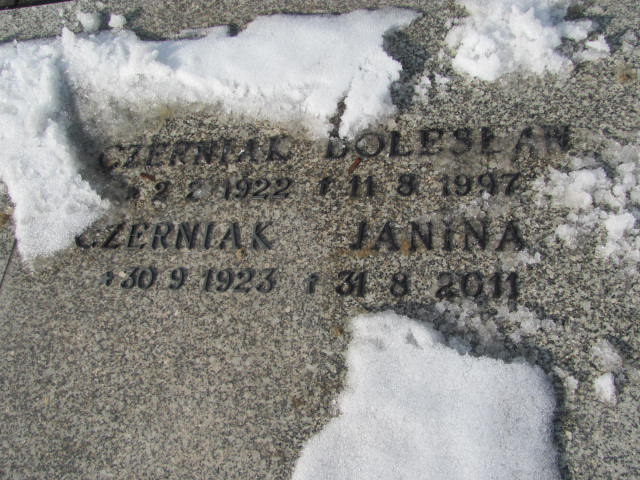 CZERNIAK BOLESŁAW
* 2 2 1922 † 11 8 1997
CZERNIAK JANINA
* 30 9 1923 † 31 8 2011